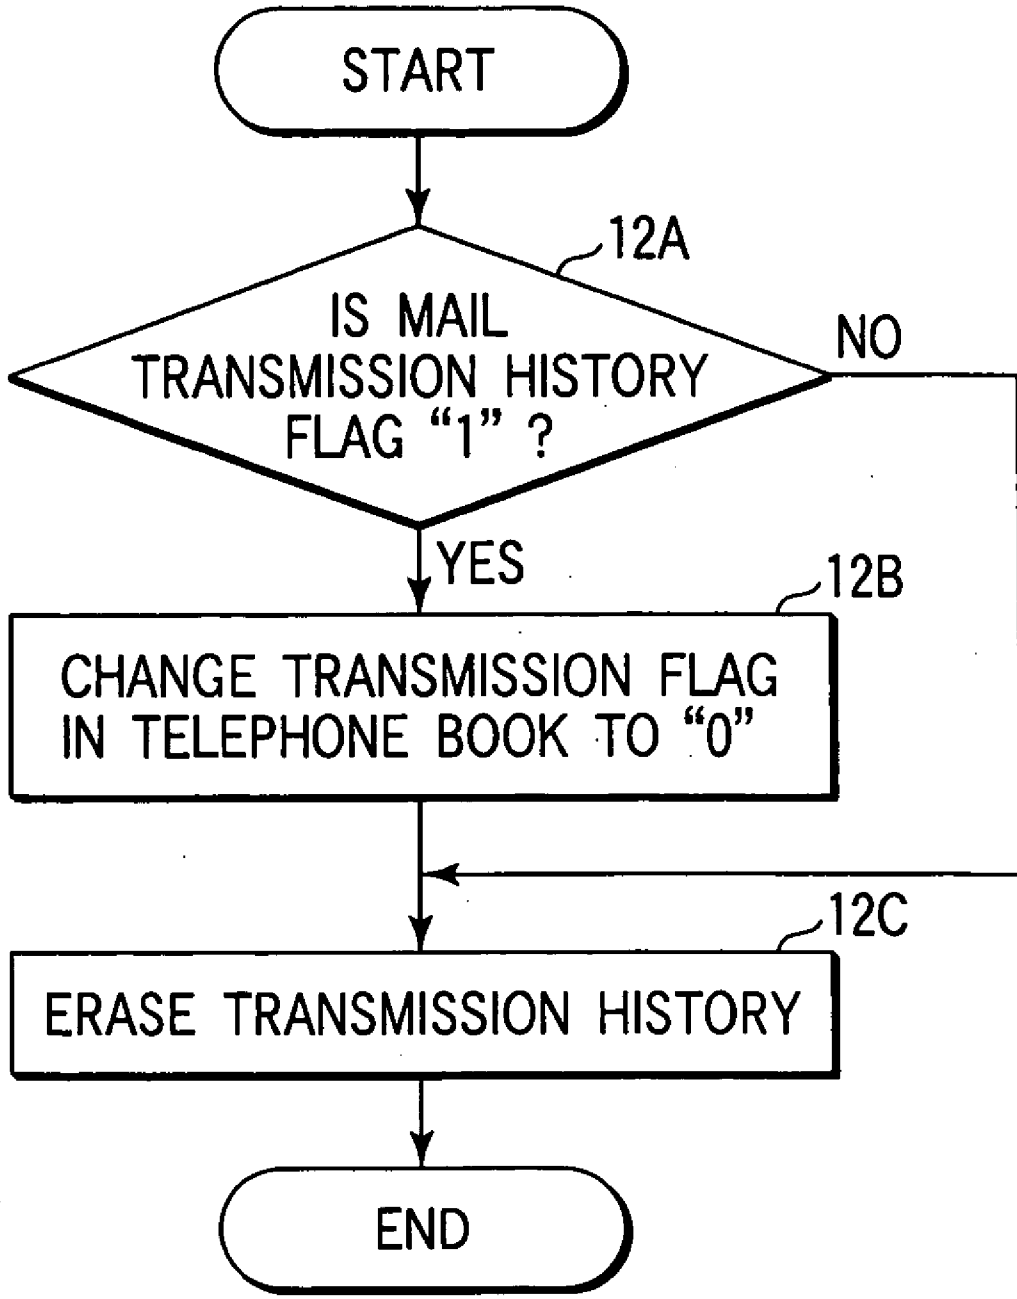 START
12A
IS MAIL
TRANSMISSION HISTORY
FLAG “1” ?
NO
YES
12B
CHANGE TRANSMISSION FLAG
IN TELEPHONE BOOK TO “0”
12C
ERASE TRANSMISSION HISTORY
END